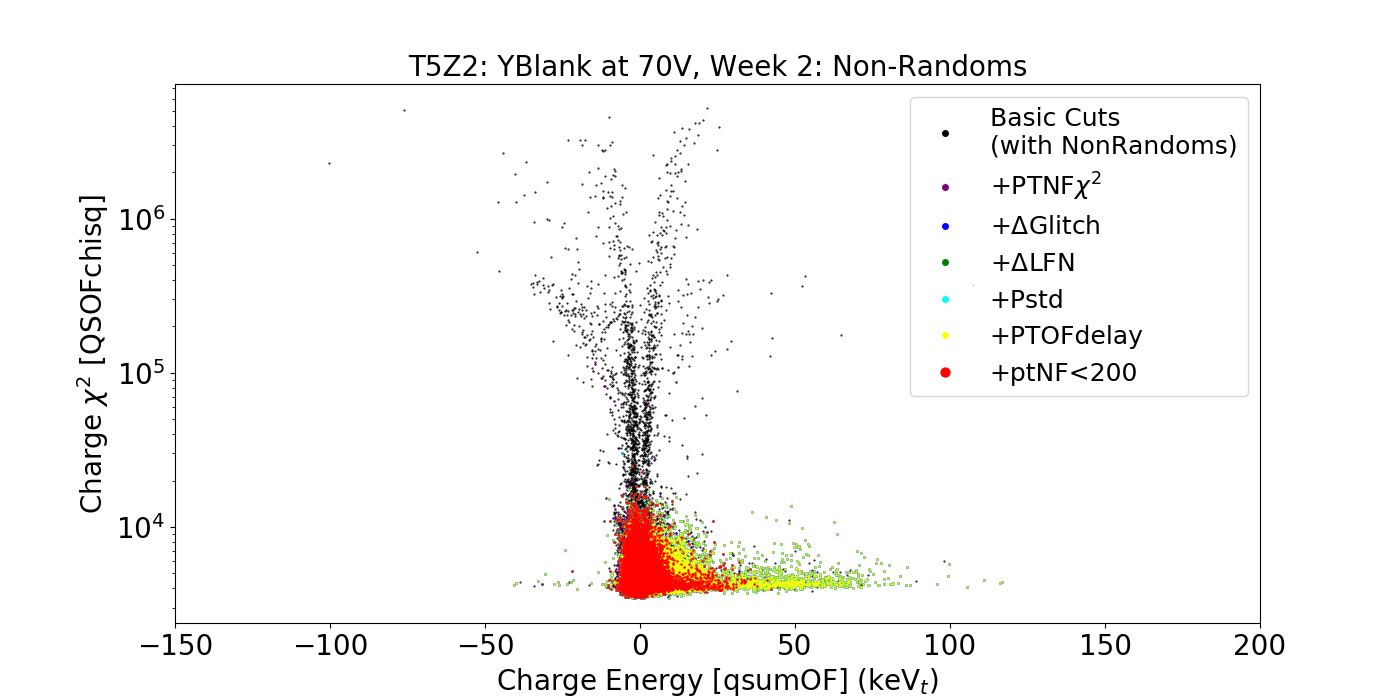 T5Z2: YBlank at 70V, Week 2: Non-Randoms
Basic Cuts
(with NonRandoms)
+PTNFχ²
+ΔGlitch
+ΔLFN
+Pstd
+PTOFdelay
+ptNF<200
Charge χ² [QSOFchisq]
10⁶
10⁵
10⁴
−150 −100 −50 0 50 100 150 200
Charge Energy [qsumOF] (keVₜ)